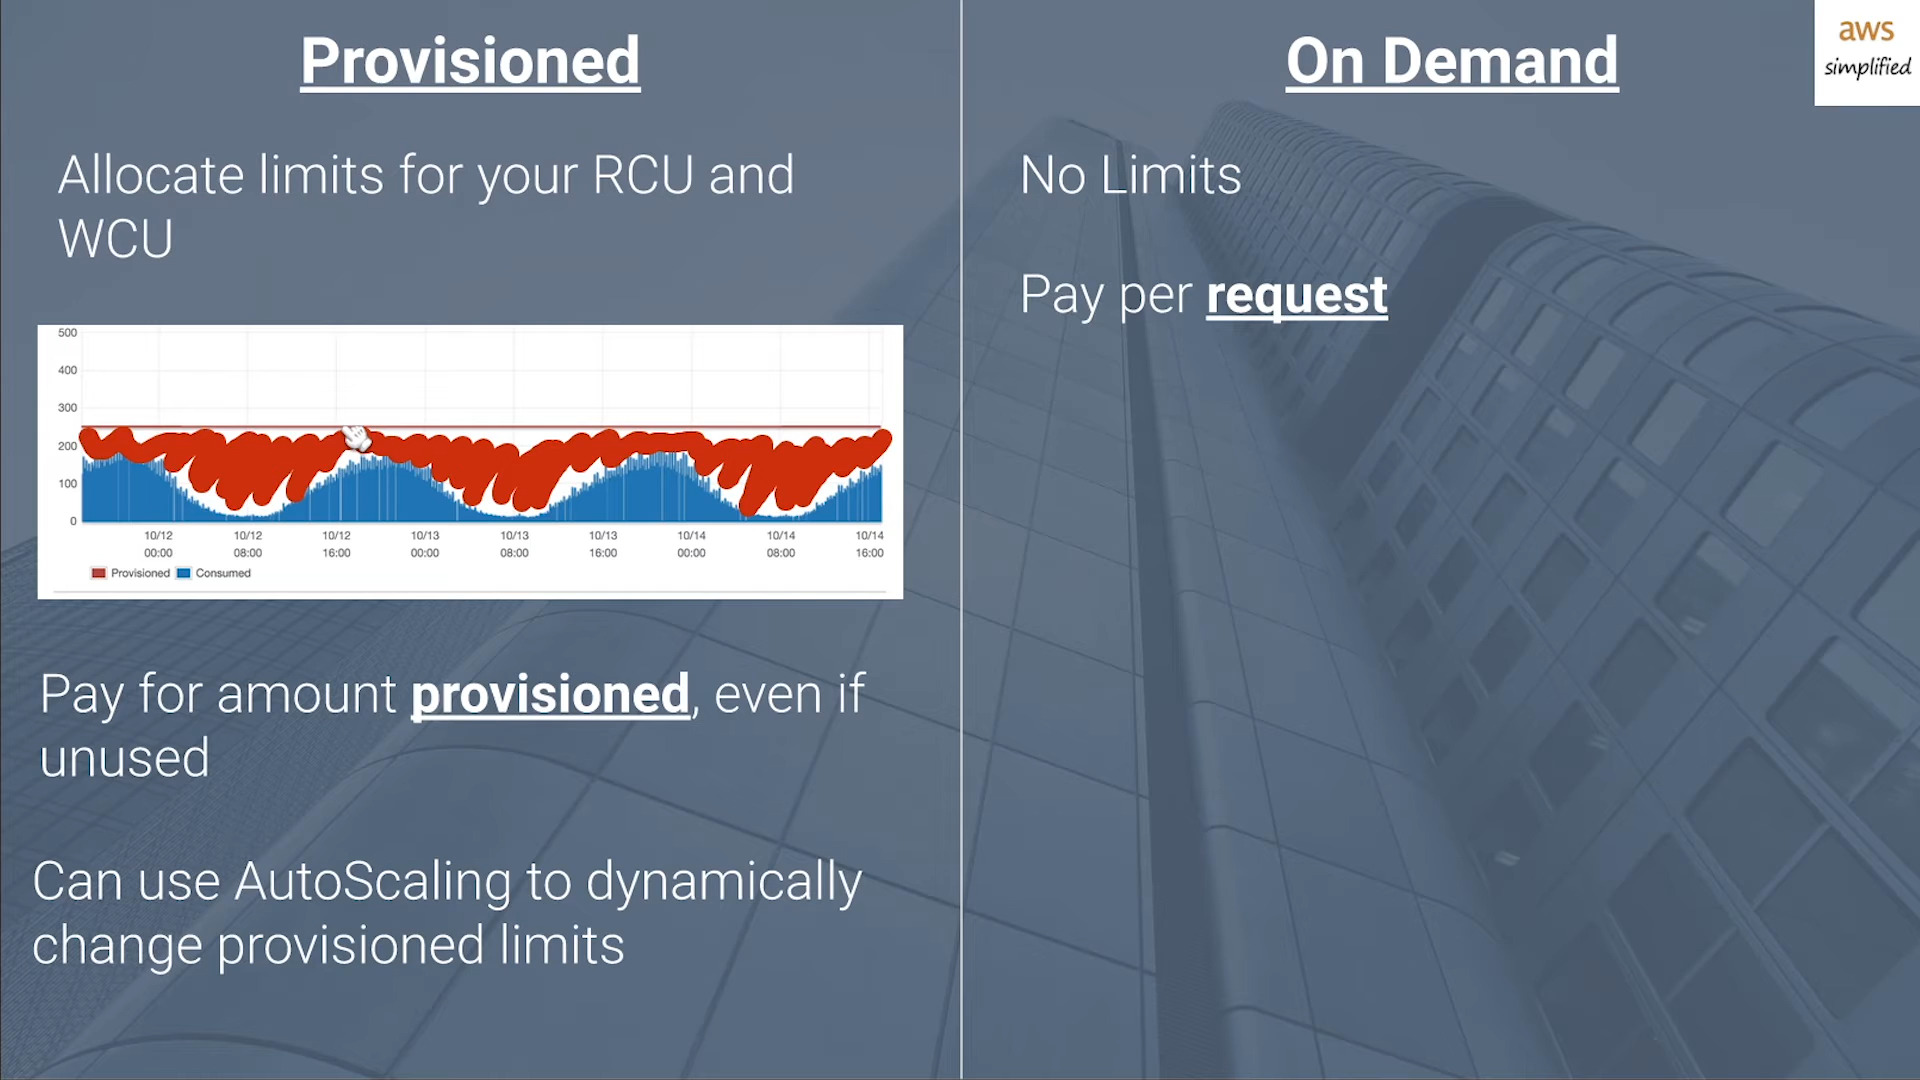 Provisioned
Allocate limits for your RCU and
WCU
500
400
300
200
100
0
10/12 10/12 10/12 10/13 10/13 10/13 10/14 10/14 10/14
00:00 08:00 16:00 00:00 08:00 16:00 00:00 08:00 16:00
Provisioned Consumed
Pay for amount provisioned, even if
unused
Can use AutoScaling to dynamically
change provisioned limits
On Demand
No Limits
Pay per request
aws
simplified